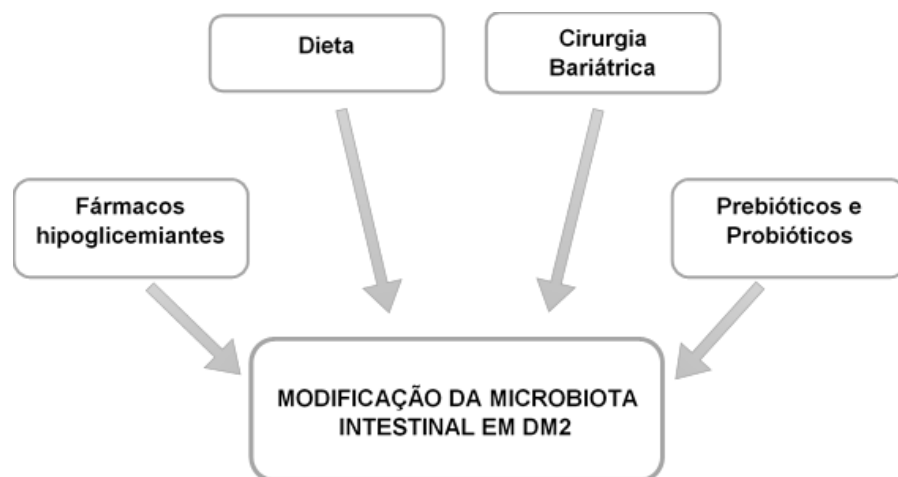 Dieta
Cirurgia
Bariátrica
Fármacos
hipoglicemiantes
Prebióticos e
Probióticos
MODIFICAÇÃO DA MICROBIOTA
INTESTINAL EM DM2